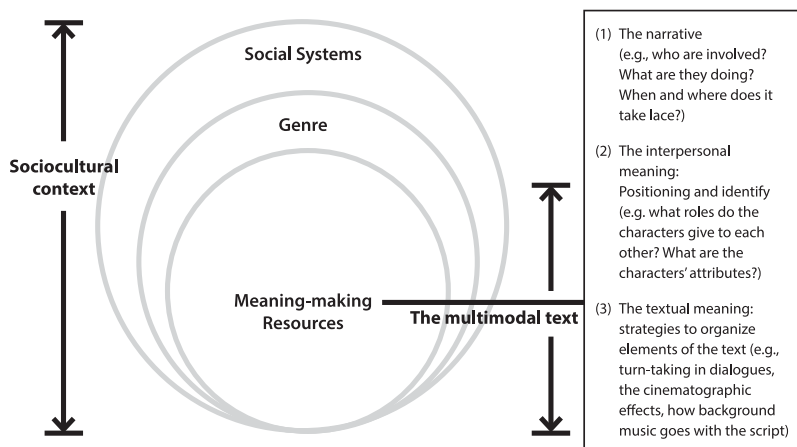 Social Systems
Genre
Sociocultural
context
Meaning-making
Resources
The multimodal text
(1) The narrative
(e.g., who are involved?
What are they doing?
When and where does it
take lace?)
(2) The interpersonal
meaning:
Positioning and identify
(e.g. what roles do the
characters give to each
other? What are the
characters’ attributes?)
(3) The textual meaning:
strategies to organize
elements of the text (e.g.,
turn-taking in dialogues,
the cinematographic
effects, how background
music goes with the script)